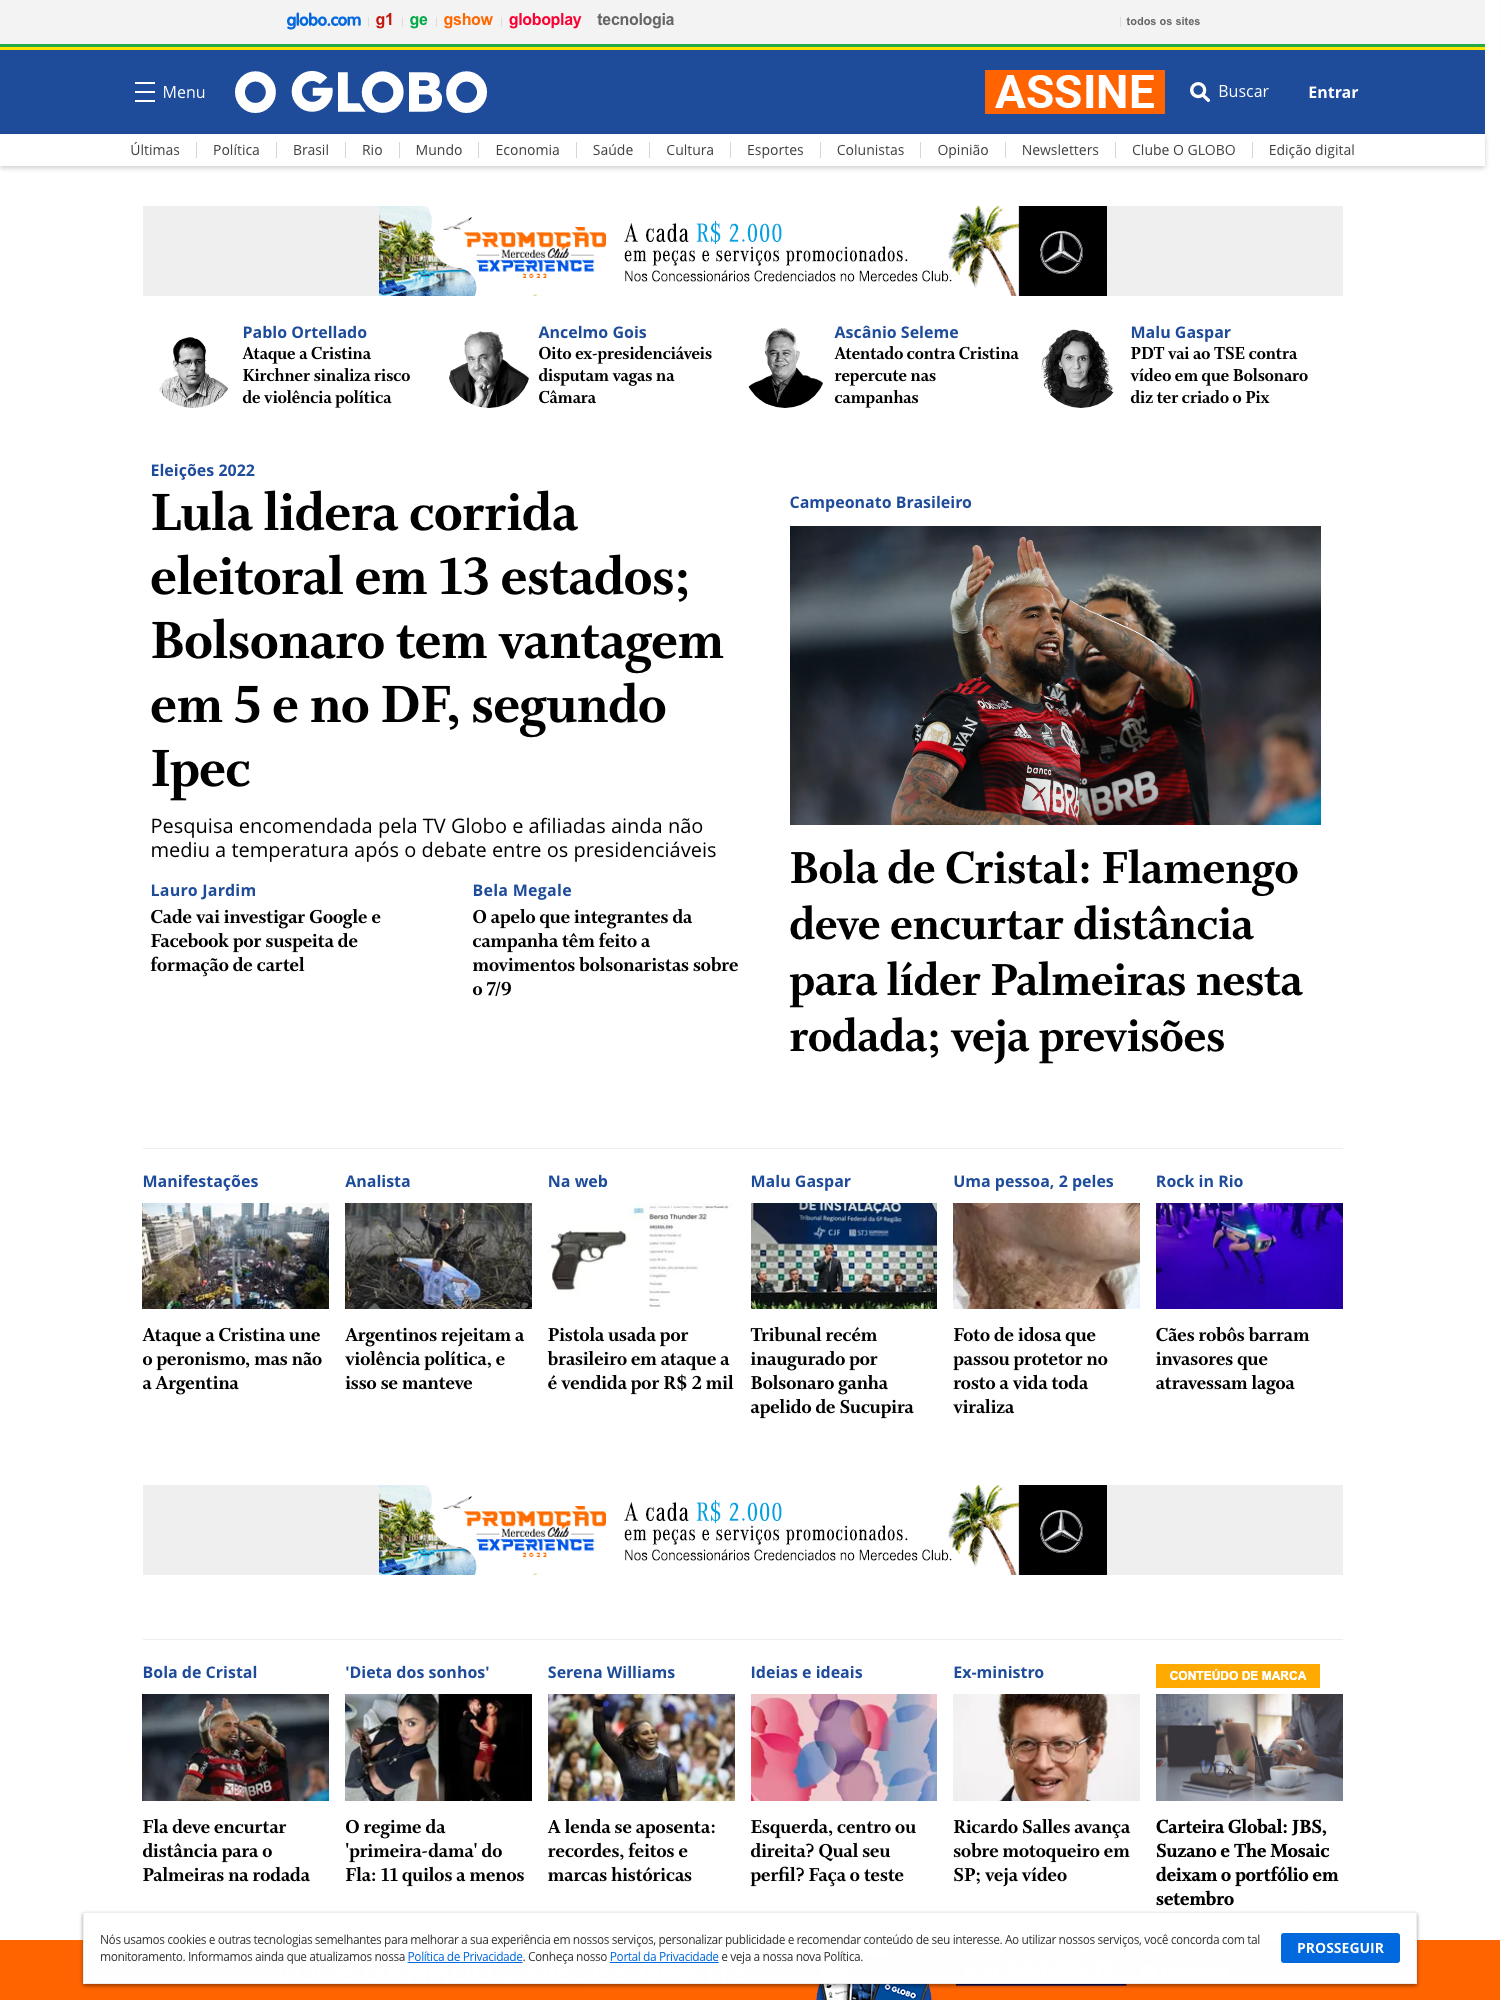 globo.com g1 ge gshow globoplay tecnologia todos os sites
Menu O GLOBO ASSINE Buscar Entrar
Últimas Política Brasil Rio Mundo Economia Saúde Cultura Esportes Colunistas Opinião Newsletters Clube O GLOBO Edição digital
PROMOÇÃO
Mercedes Club
EXPERIENCE
2022
A cada R$ 2.000
em peças e serviços promocionados.
Nos Concessionários Credenciados no Mercedes Club.
Pablo Ortellado
Ataque a Cristina
Kirchner sinaliza risco
de violência política
Ancelmo Gois
Oito ex-presidenciáveis
disputam vagas na
Câmara
Ascânio Seleme
Atentado contra Cristina
repercute nas
campanhas
Malu Gaspar
PDT vai ao TSE contra
vídeo em que Bolsonaro
diz ter criado o Pix
Eleições 2022
Lula lidera corrida
eleitoral em 13 estados;
Bolsonaro tem vantagem
em 5 e no DF, segundo
Ipec
Pesquisa encomendada pela TV Globo e afiliadas ainda não
mediu a temperatura após o debate entre os presidenciáveis
Lauro Jardim
Cade vai investigar Google e
Facebook por suspeita de
formação de cartel
Bela Megale
O apelo que integrantes da
campanha têm feito a
movimentos bolsonaristas sobre
o 7/9
Campeonato Brasileiro
banco
BRB
Bola de Cristal: Flamengo
deve encurtar distância
para líder Palmeiras nesta
rodada; veja previsões
Manifestações
Ataque a Cristina une
o peronismo, mas não
a Argentina
Analista
Argentinos rejeitam a
violência política, e
isso se manteve
Na web
Bersa Thunder 32
Pistola usada por
brasileiro em ataque a
é vendida por R$ 2 mil
Malu Gaspar
DE INSTALAÇÃO
Tribunal Regional Federal da 6ª Região
CJF STJ
Tribunal recém
inaugurado por
Bolsonaro ganha
apelido de Sucupira
Uma pessoa, 2 peles
Foto de idosa que
passou protetor no
rosto a vida toda
viraliza
Rock in Rio
Cães robôs barram
invasores que
atravessam lagoa
PROMOÇÃO
Mercedes Club
EXPERIENCE
2022
A cada R$ 2.000
em peças e serviços promocionados.
Nos Concessionários Credenciados no Mercedes Club.
Bola de Cristal
BRB
Fla deve encurtar
distância para o
Palmeiras na rodada
'Dieta dos sonhos'
O regime da
'primeira-dama' do
Fla: 11 quilos a menos
Serena Williams
A lenda se aposenta:
recordes, feitos e
marcas históricas
Ideias e ideais
Esquerda, centro ou
direita? Qual seu
perfil? Faça o teste
Ex-ministro
Ricardo Salles avança
sobre motoqueiro em
SP; veja vídeo
CONTEÚDO DE MARCA
Carteira Global: JBS,
Suzano e The Mosaic
deixam o portfólio em
setembro
Nós usamos cookies e outras tecnologias semelhantes para melhorar a sua experiência em nossos serviços, personalizar publicidade e recomendar conteúdo de seu interesse. Ao utilizar nossos serviços, você concorda com tal
monitoramento. Informamos ainda que atualizamos nossa Política de Privacidade. Conheça nosso Portal da Privacidade e veja a nossa nova Política.
PROSSEGUIR
O GLOBO